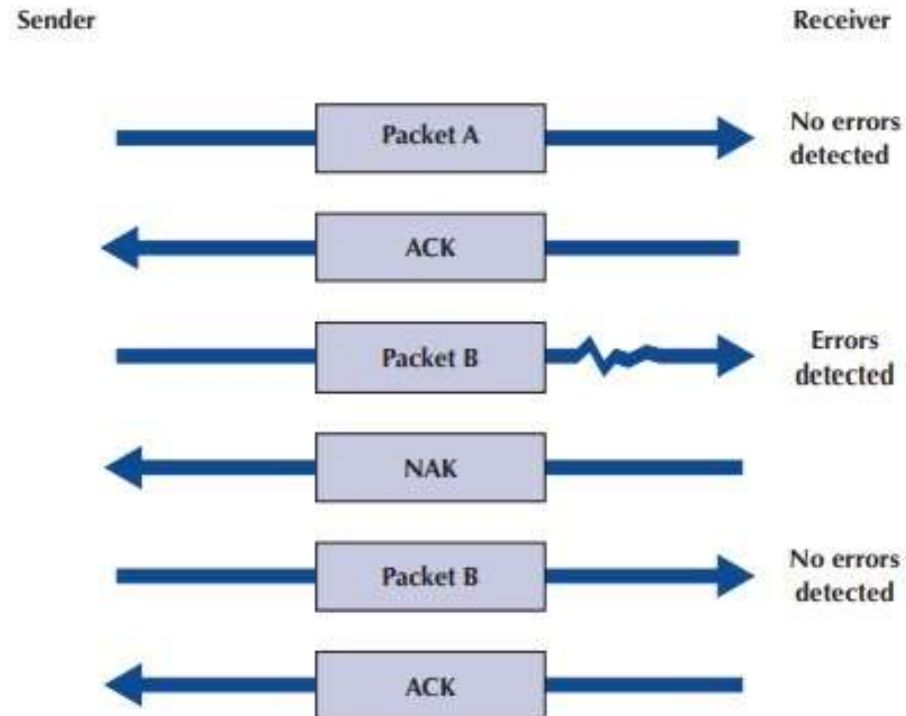 Sender
Receiver
Packet A
No errors
detected
ACK
Packet B
Errors
detected
NAK
Packet B
No errors
detected
ACK